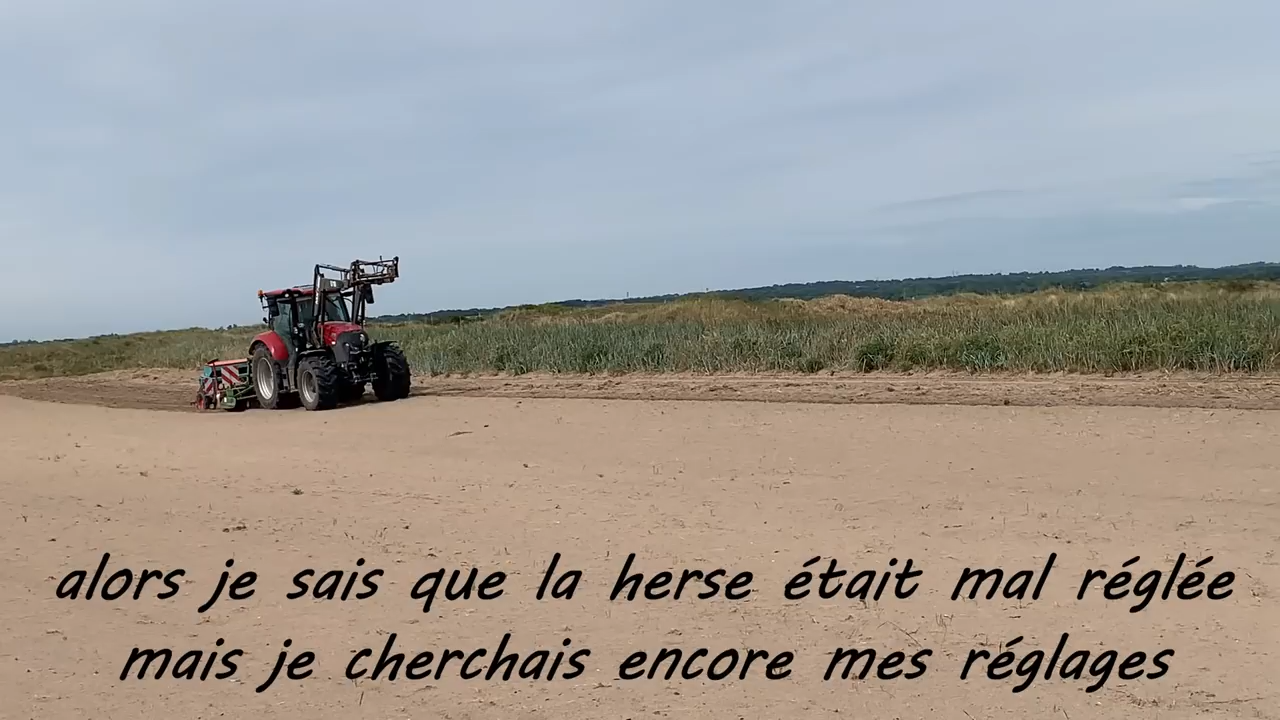 alors je sais que la herse était mal réglée
mais je cherchais encore mes réglages